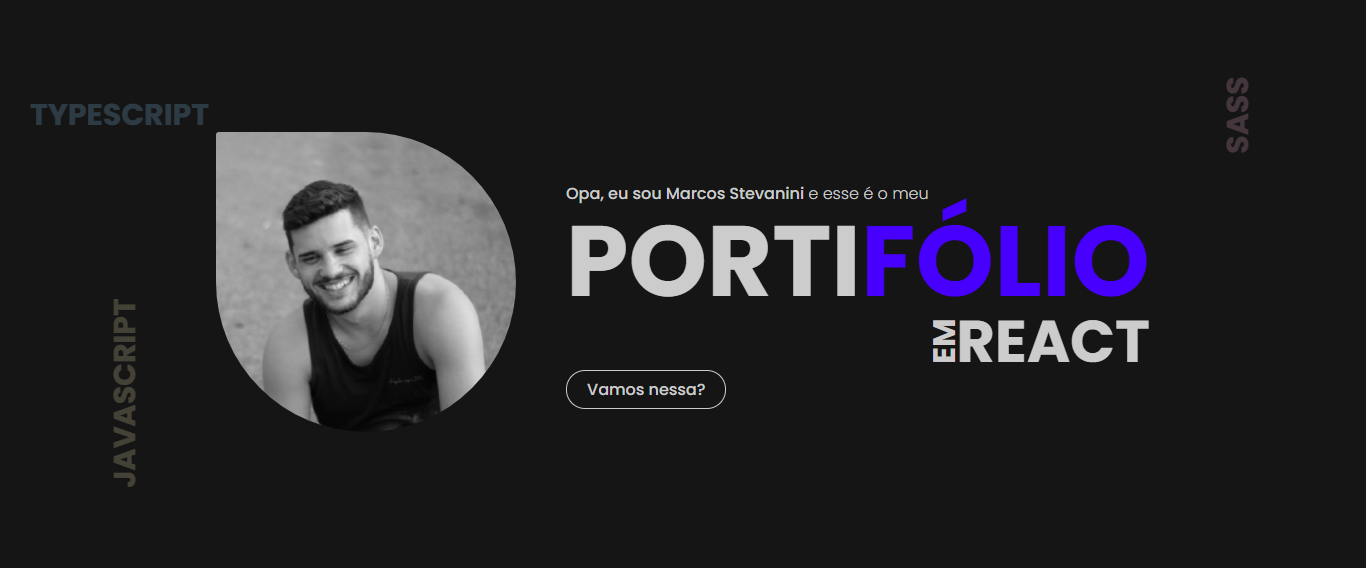 TYPESCRIPT
SASS
Opa, eu sou Marcos Stevanini e esse é o meu
PORTIFÓLIO
EM REACT
Vamos nessa?
JAVASCRIPT